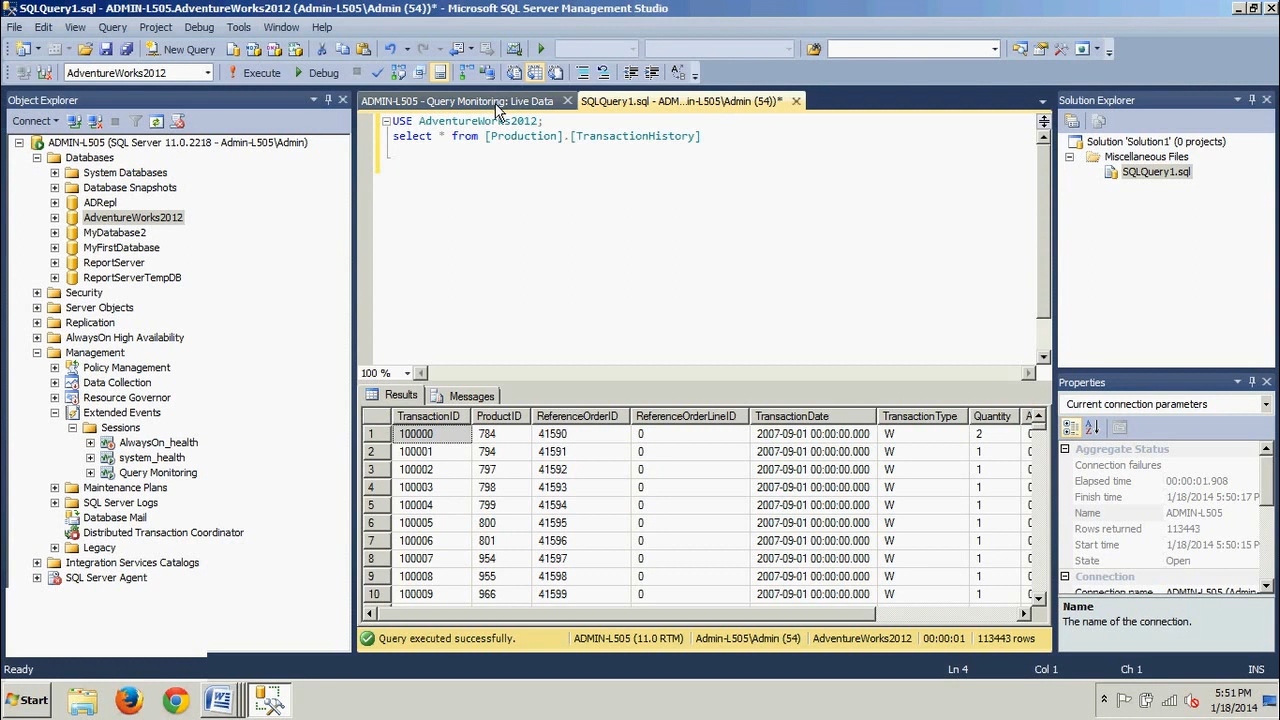 SQLQuery1.sql - ADMIN-L505.AdventureWorks2012 (Admin-L505\Admin (54))* - Microsoft SQL Server Management Studio
File Edit View Query Project Debug Tools Window Help
New Query
AdventureWorks2012 Execute Debug
Object Explorer
Connect
ADMIN-L505 (SQL Server 11.0.2218 - Admin-L505\Admin)
Databases
System Databases
Database Snapshots
ADRepl
AdventureWorks2012
MyDatabase2
MyFirstDatabase
ReportServer
ReportServerTempDB
Security
Server Objects
Replication
AlwaysOn High Availability
Management
Policy Management
Data Collection
Resource Governor
Extended Events
Sessions
AlwaysOn_health
system_health
Query Monitoring
Maintenance Plans
SQL Server Logs
Database Mail
Distributed Transaction Coordinator
Legacy
Integration Services Catalogs
SQL Server Agent
ADMIN-L505 - Query Monitoring: Live Data SQLQuery1.sql - ADM...in-L505\Admin (54))*
USE AdventureWorks2012;
select * from [Production].[TransactionHistory]
100 %
Results Messages
TransactionID ProductID ReferenceOrderID ReferenceOrderLineID TransactionDate TransactionType Quantity A
1 100000 784 41590 0 2007-09-01 00:00:00.000 W 2
2 100001 794 41591 0 2007-09-01 00:00:00.000 W 1
3 100002 797 41592 0 2007-09-01 00:00:00.000 W 1
4 100003 798 41593 0 2007-09-01 00:00:00.000 W 1
5 100004 799 41594 0 2007-09-01 00:00:00.000 W 1
6 100005 800 41595 0 2007-09-01 00:00:00.000 W 1
7 100006 801 41596 0 2007-09-01 00:00:00.000 W 1
8 100007 954 41597 0 2007-09-01 00:00:00.000 W 1
9 100008 955 41598 0 2007-09-01 00:00:00.000 W 1
10 100009 966 41599 0 2007-09-01 00:00:00.000 W 1
Query executed successfully. ADMIN-L505 (11.0 RTM) Admin-L505\Admin (54) AdventureWorks2012 00:00:01 113443 rows
Solution Explorer
Solution 'Solution1' (0 projects)
Miscellaneous Files
SQLQuery1.sql
Properties
Current connection parameters
Aggregate Status
Connection failures
Elapsed time 00:00:01.908
Finish time 1/18/2014 5:50:17 P
Name ADMIN-L505
Rows returned 113443
Start time 1/18/2014 5:50:15 P
State Open
Connection
Connection name ADMIN-L505 (Admin
Name
The name of the connection.
Ready Ln 4 Col 1 Ch 1 INS
Start 5:51 PM
1/18/2014